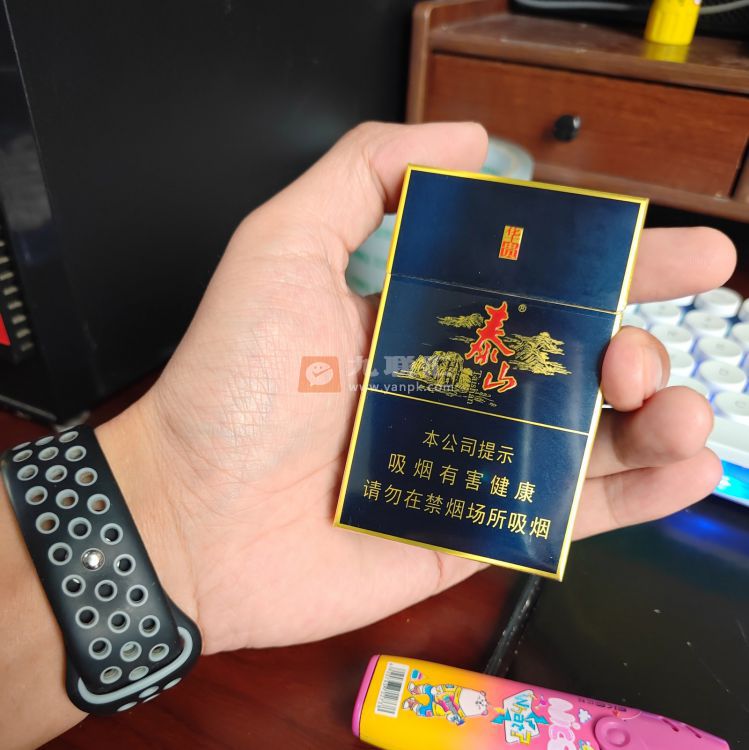 华贵
泰山®
Taishan
本公司提示
吸烟有害健康
请勿在禁烟场所吸烟
www.yanpk.com